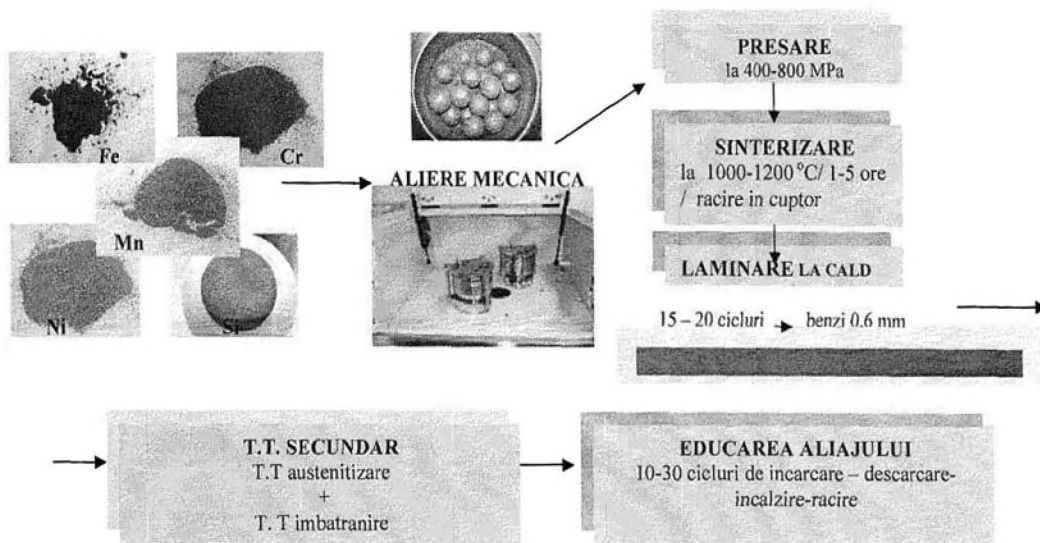 Fe
Cr
Mn
Ni
Si
ALIERE MECANICA
PRESARE
la 400-800 MPa
SINTERIZARE
la 1000-1200 °C/ 1-5 ore
/ racire in cuptor
LAMINARE LA CALD
15 – 20 cicluri benzi 0.6 mm
T.T. SECUNDAR
T.T austenitizare
+
T. T imbatranire
EDUCAREA ALIAJULUI
10-30 cicluri de incarcare – descarcare-
incalzire-racire